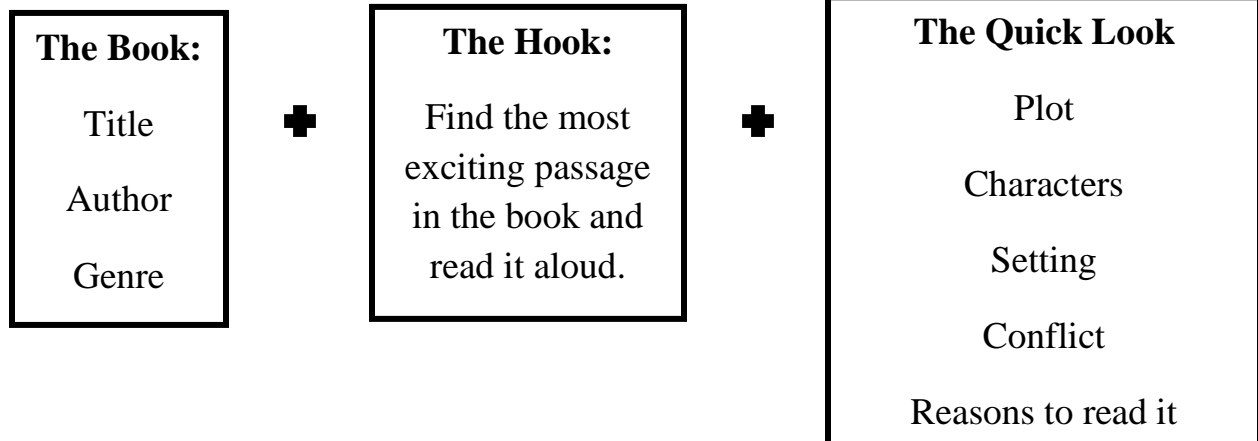 The Book:
Title
Author
Genre
The Hook:
Find the most
exciting passage
in the book and
read it aloud.
The Quick Look
Plot
Characters
Setting
Conflict
Reasons to read it